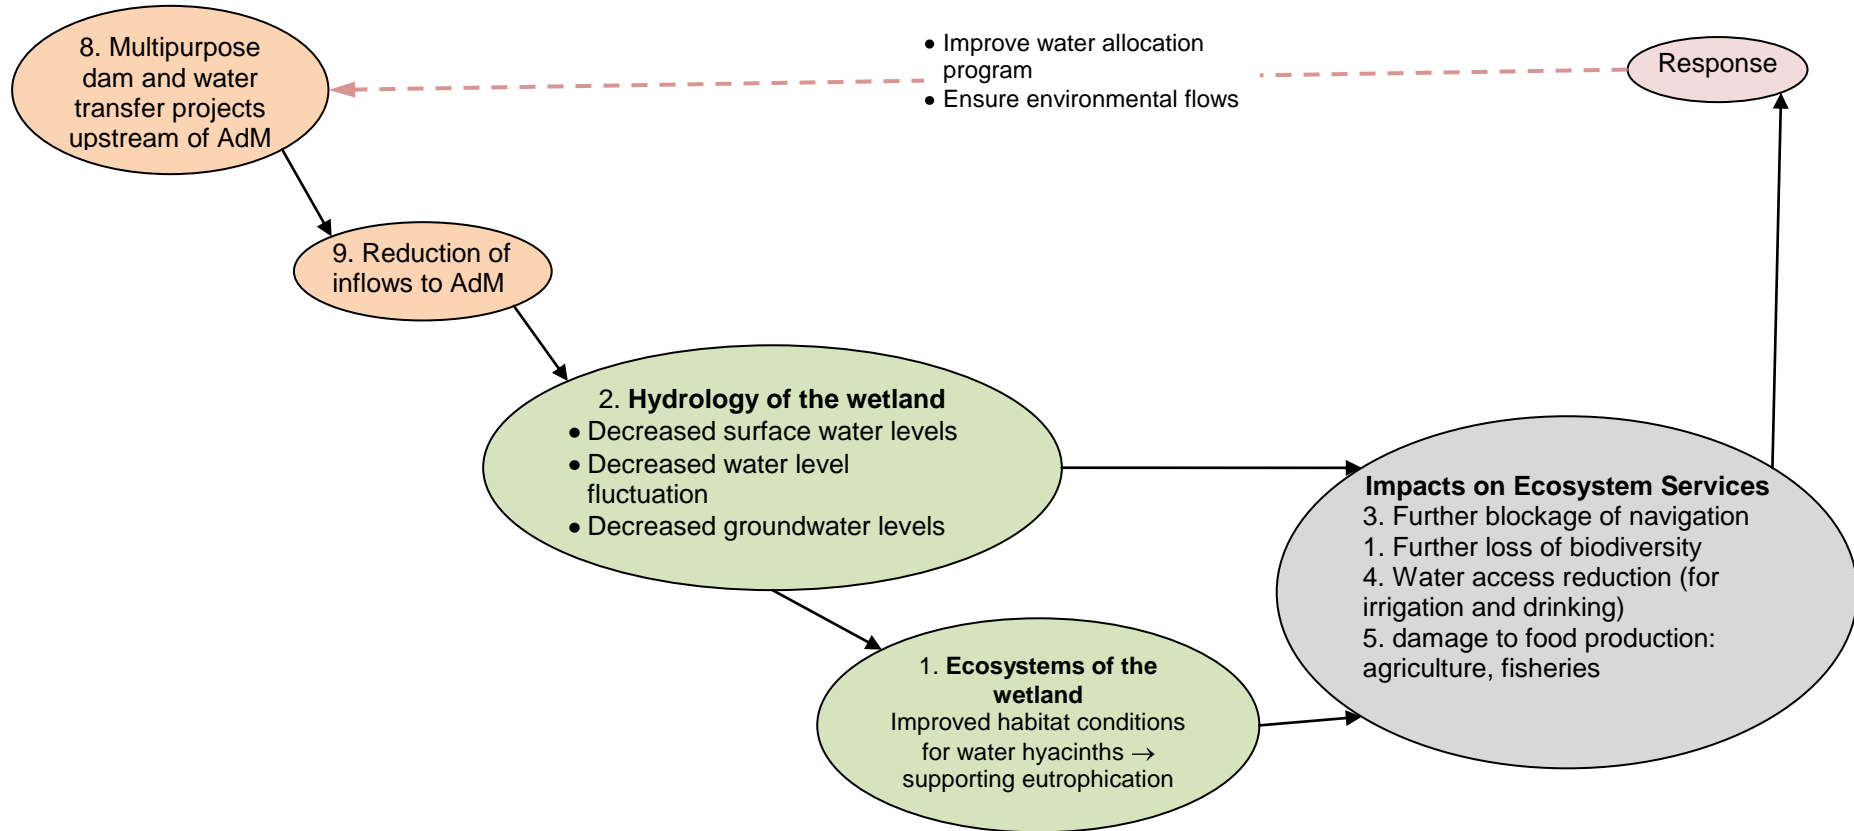 8. Multipurpose
dam and water
transfer projects
upstream of AdM
• Improve water allocation
program
• Ensure environmental flows
Response
9. Reduction of
inflows to AdM
2. Hydrology of the wetland
• Decreased surface water levels
• Decreased water level
fluctuation
• Decreased groundwater levels
Impacts on Ecosystem Services
3. Further blockage of navigation
1. Further loss of biodiversity
4. Water access reduction (for
irrigation and drinking)
5. damage to food production:
agriculture, fisheries
1. Ecosystems of the
wetland
Improved habitat conditions
for water hyacinths →
supporting eutrophication